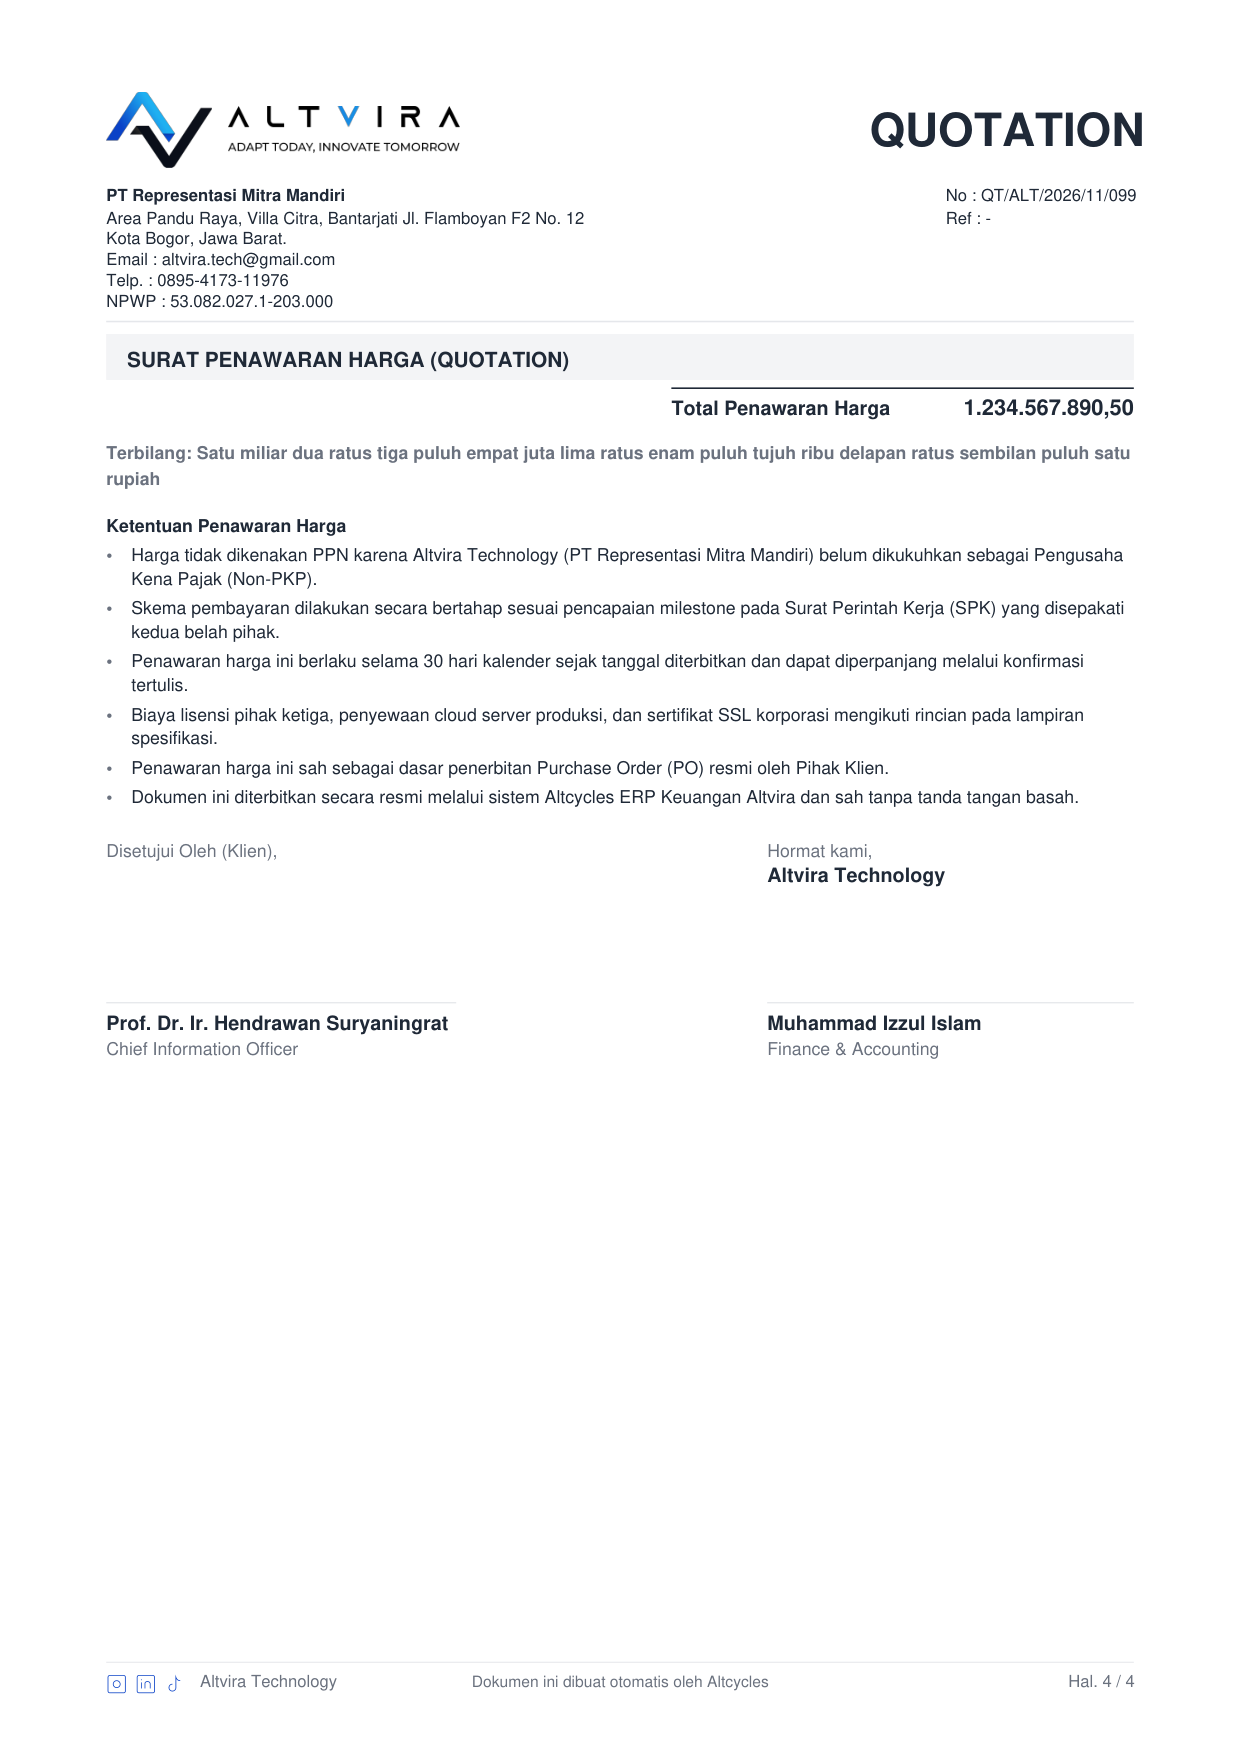 ALTVIRA
ADAPT TODAY, INNOVATE TOMORROW
QUOTATION
PT Representasi Mitra Mandiri
Area Pandu Raya, Villa Citra, Bantarjati Jl. Flamboyan F2 No. 12
Kota Bogor, Jawa Barat.
Email : altvira.tech@gmail.com
Telp. : 0895-4173-11976
NPWP : 53.082.027.1-203.000
No : QT/ALT/2026/11/099
Ref : -
SURAT PENAWARAN HARGA (QUOTATION)
Total Penawaran Harga 1.234.567.890,50
Terbilang: Satu miliar dua ratus tiga puluh empat juta lima ratus enam puluh tujuh ribu delapan ratus sembilan puluh satu
rupiah
Ketentuan Penawaran Harga
• Harga tidak dikenakan PPN karena Altvira Technology (PT Representasi Mitra Mandiri) belum dikukuhkan sebagai Pengusaha
Kena Pajak (Non-PKP).
• Skema pembayaran dilakukan secara bertahap sesuai pencapaian milestone pada Surat Perintah Kerja (SPK) yang disepakati
kedua belah pihak.
• Penawaran harga ini berlaku selama 30 hari kalender sejak tanggal diterbitkan dan dapat diperpanjang melalui konfirmasi
tertulis.
• Biaya lisensi pihak ketiga, penyewaan cloud server produksi, dan sertifikat SSL korporasi mengikuti rincian pada lampiran
spesifikasi.
• Penawaran harga ini sah sebagai dasar penerbitan Purchase Order (PO) resmi oleh Pihak Klien.
• Dokumen ini diterbitkan secara resmi melalui sistem Altcycles ERP Keuangan Altvira dan sah tanpa tanda tangan basah.
Disetujui Oleh (Klien),
Hormat kami,
Altvira Technology
Prof. Dr. Ir. Hendrawan Suryaningrat
Chief Information Officer
Muhammad Izzul Islam
Finance & Accounting
Altvira Technology
Dokumen ini dibuat otomatis oleh Altcycles
Hal. 4 / 4